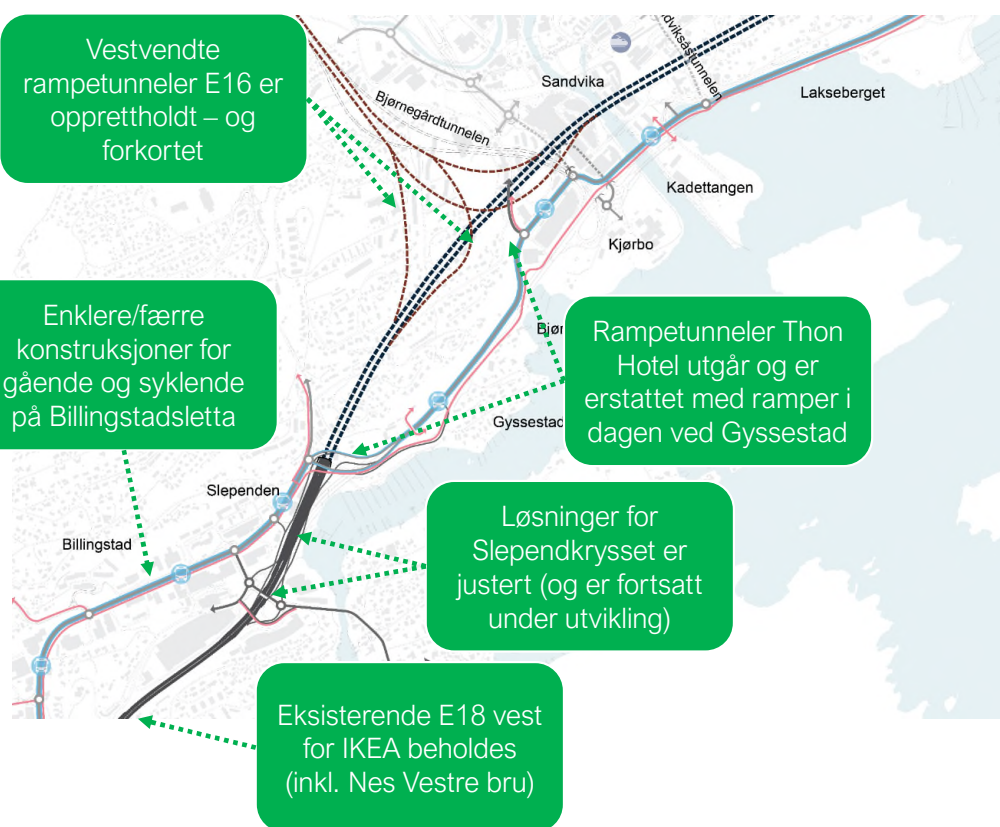 Vestvendte
rampetunneler E16 er
opprettholdt – og
forkortet
Bjørnegårdtunnelen
Sandvika
Lakseberget
Kadettangen
Kjørbo
Enklere/færre
konstruksjoner for
gående og syklende
på Billingstadsletta
Rampetunneler Thon
Hotel utgår og er
erstattet med ramper i
dagen ved Gyssestad
Gyssestad
Slependen
Billingstad
Løsninger for
Slependkrysset er
justert (og er fortsatt
under utvikling)
Eksisterende E18 vest
for IKEA beholdes
(inkl. Nes Vestre bru)